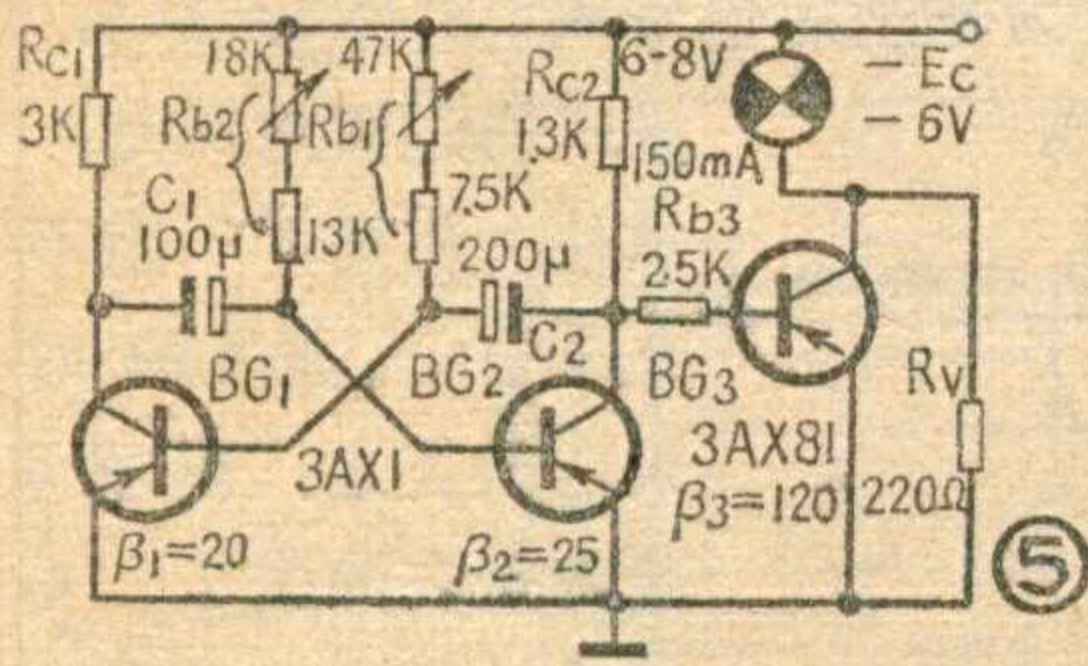 RC1
3K
18K
Rb2
47K
Rb1
RC2
1.3K
6-8V
150mA
- EC
- 6V
C1
100μ
13K
7.5K
200μ
C2
Rb3
2.5K
BG1
BG2
BG3
3AX1
3AX81
RV
220Ω
β1=20
β2=25
β3=120
5